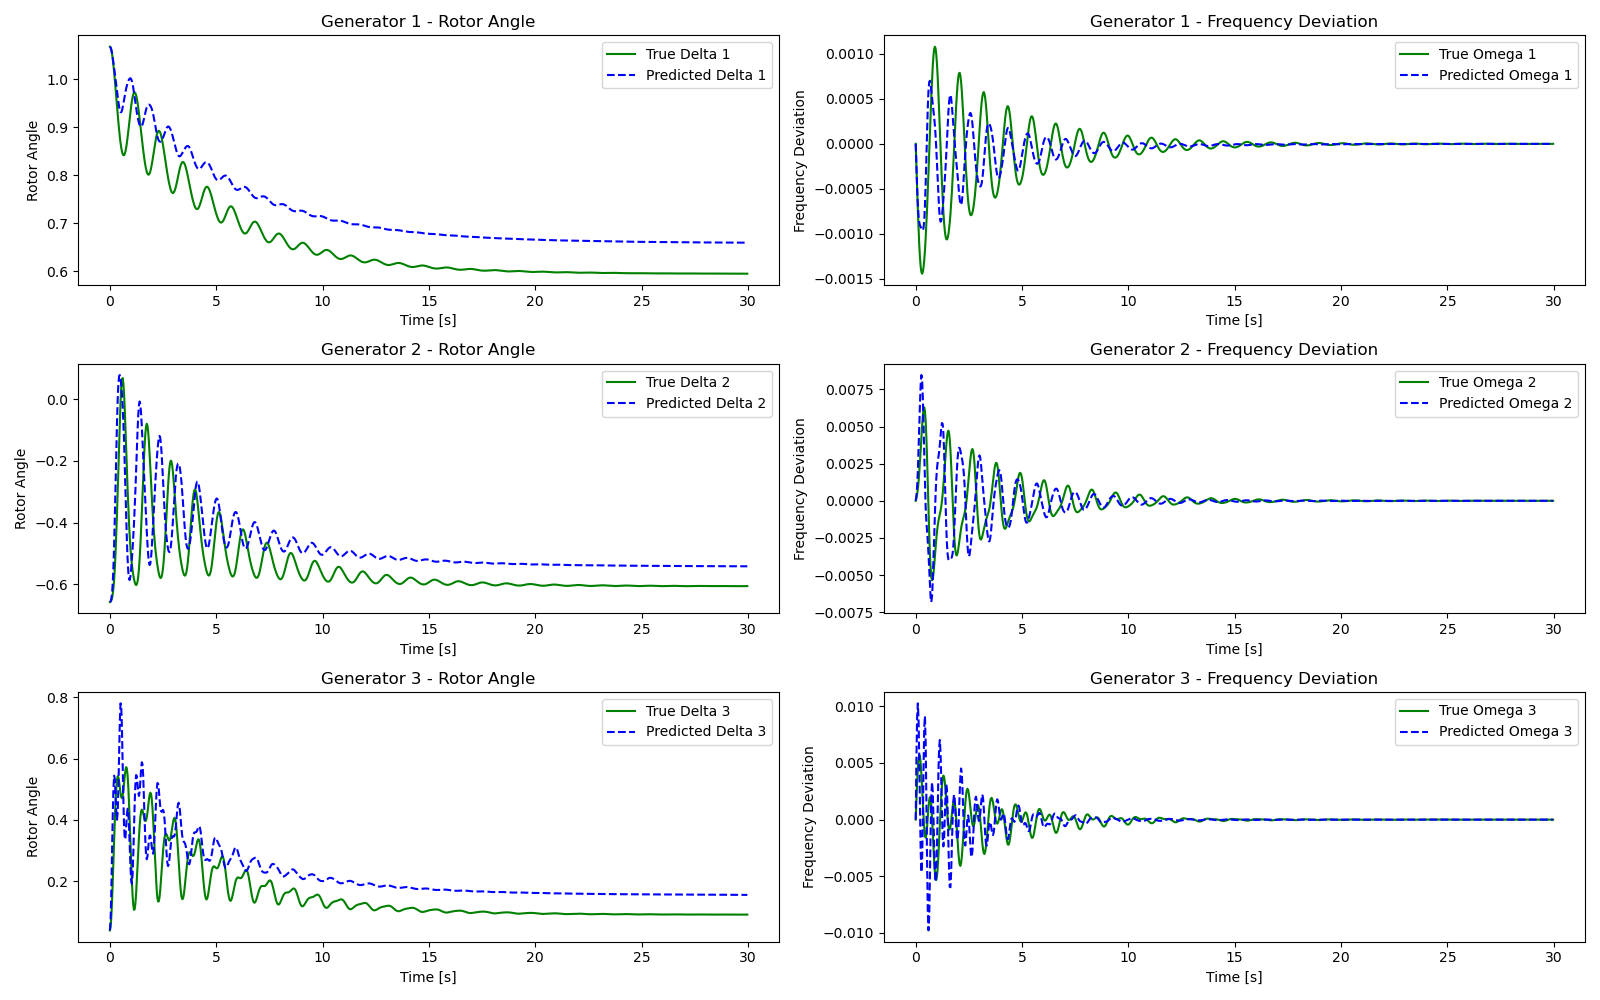 Generator 1 - Rotor Angle
Rotor Angle
1.0
0.9
0.8
0.7
0.6
True Delta 1
Predicted Delta 1
0 5 10 15 20 25 30
Time [s]
Generator 1 - Frequency Deviation
Frequency Deviation
0.0010
0.0005
0.0000
−0.0005
−0.0010
−0.0015
True Omega 1
Predicted Omega 1
0 5 10 15 20 25 30
Time [s]
Generator 2 - Rotor Angle
Rotor Angle
0.0
−0.2
−0.4
−0.6
True Delta 2
Predicted Delta 2
0 5 10 15 20 25 30
Time [s]
Generator 2 - Frequency Deviation
Frequency Deviation
0.0075
0.0050
0.0025
0.0000
−0.0025
−0.0050
−0.0075
True Omega 2
Predicted Omega 2
0 5 10 15 20 25 30
Time [s]
Generator 3 - Rotor Angle
Rotor Angle
0.8
0.6
0.4
0.2
True Delta 3
Predicted Delta 3
0 5 10 15 20 25 30
Time [s]
Generator 3 - Frequency Deviation
Frequency Deviation
0.010
0.005
0.000
−0.005
−0.010
True Omega 3
Predicted Omega 3
0 5 10 15 20 25 30
Time [s]